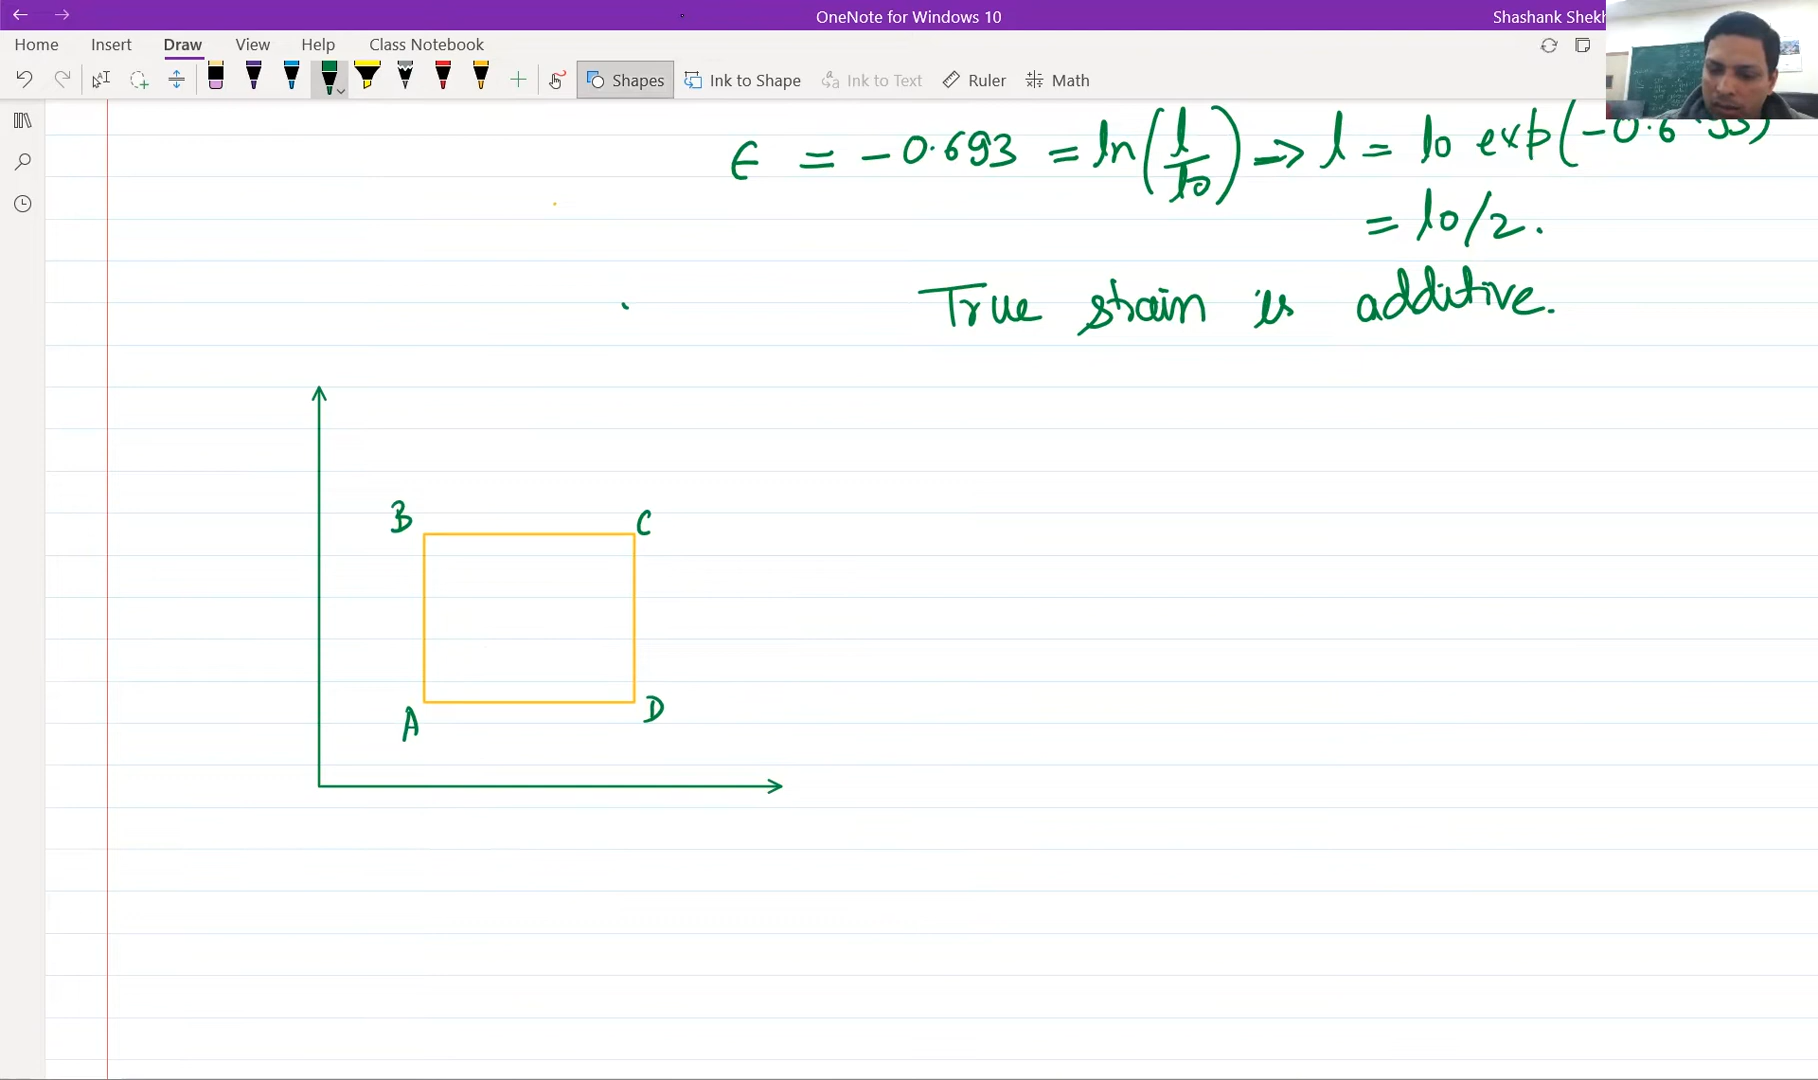 OneNote for Windows 10
Shashank Shekh
Home Insert Draw View Help Class Notebook
Shapes Ink to Shape Ink to Text Ruler Math
ϵ = -0.693 = ln(l/l0) → l = l0 exp(-0.693)
= l0/2.
True strain is additive.
B C
A D